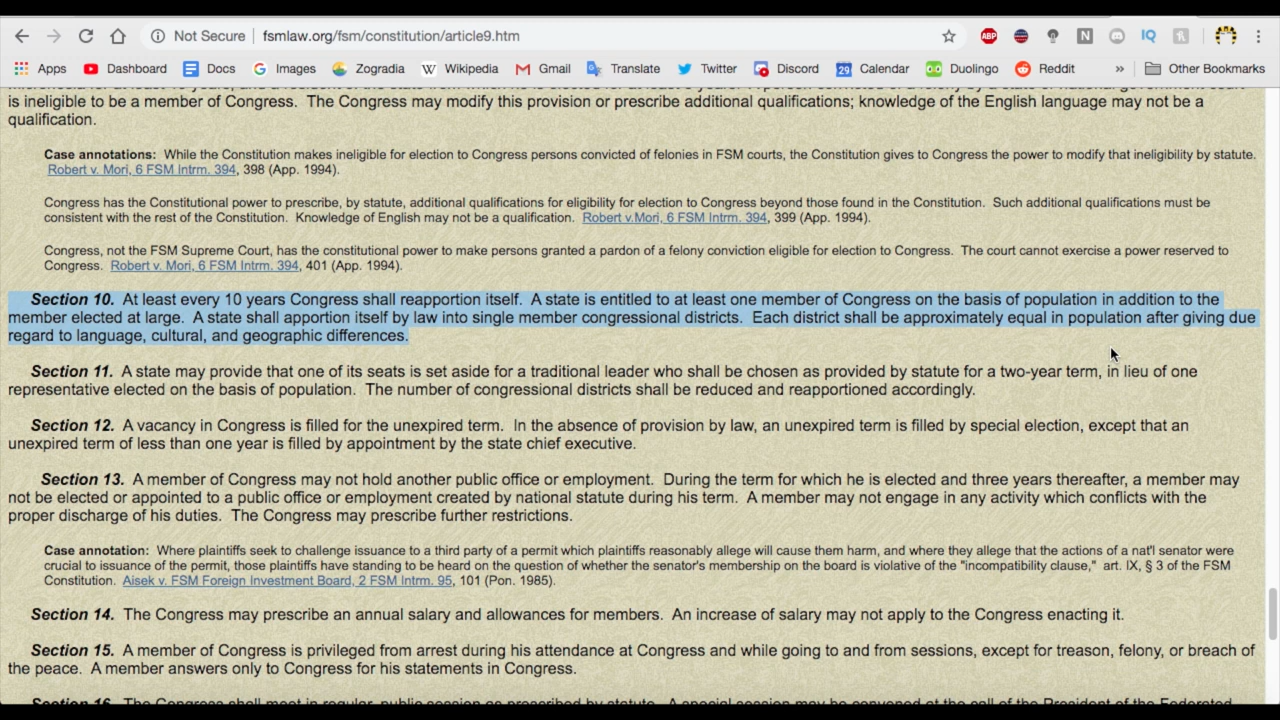 Not Secure
fsmlaw.org/fsm/constitution/article9.htm
ABP
N
IQ
Apps
Dashboard
Docs
Images
Zogradia
Wikipedia
Gmail
Translate
Twitter
Discord
29 Calendar
Duolingo
Reddit
»
Other Bookmarks
is ineligible to be a member of Congress. The Congress may modify this provision or prescribe additional qualifications; knowledge of the English language may not be a
qualification.
Case annotations: While the Constitution makes ineligible for election to Congress persons convicted of felonies in FSM courts, the Constitution gives to Congress the power to modify that ineligibility by statute.
Robert v. Mori, 6 FSM Intrm. 394, 398 (App. 1994).
Congress has the Constitutional power to prescribe, by statute, additional qualifications for eligibility for election to Congress beyond those found in the Constitution. Such additional qualifications must be
consistent with the rest of the Constitution. Knowledge of English may not be a qualification. Robert v.Mori, 6 FSM Intrm. 394, 399 (App. 1994).
Congress, not the FSM Supreme Court, has the constitutional power to make persons granted a pardon of a felony conviction eligible for election to Congress. The court cannot exercise a power reserved to
Congress. Robert v. Mori, 6 FSM Intrm. 394, 401 (App. 1994).
Section 10. At least every 10 years Congress shall reapportion itself. A state is entitled to at least one member of Congress on the basis of population in addition to the
member elected at large. A state shall apportion itself by law into single member congressional districts. Each district shall be approximately equal in population after giving due
regard to language, cultural, and geographic differences.
Section 11. A state may provide that one of its seats is set aside for a traditional leader who shall be chosen as provided by statute for a two-year term, in lieu of one
representative elected on the basis of population. The number of congressional districts shall be reduced and reapportioned accordingly.
Section 12. A vacancy in Congress is filled for the unexpired term. In the absence of provision by law, an unexpired term is filled by special election, except that an
unexpired term of less than one year is filled by appointment by the state chief executive.
Section 13. A member of Congress may not hold another public office or employment. During the term for which he is elected and three years thereafter, a member may
not be elected or appointed to a public office or employment created by national statute during his term. A member may not engage in any activity which conflicts with the
proper discharge of his duties. The Congress may prescribe further restrictions.
Case annotation: Where plaintiffs seek to challenge issuance to a third party of a permit which plaintiffs reasonably allege will cause them harm, and where they allege that the actions of a nat'l senator were
crucial to issuance of the permit, those plaintiffs have standing to be heard on the question of whether the senator's membership on the board is violative of the "incompatibility clause," art. IX, § 3 of the FSM
Constitution. Aisek v. FSM Foreign Investment Board, 2 FSM Intrm. 95, 101 (Pon. 1985).
Section 14. The Congress may prescribe an annual salary and allowances for members. An increase of salary may not apply to the Congress enacting it.
Section 15. A member of Congress is privileged from arrest during his attendance at Congress and while going to and from sessions, except for treason, felony, or breach of
the peace. A member answers only to Congress for his statements in Congress.
Section 16. The Congress shall meet in regular, public session as prescribed by statute. A special session may be convened at the call of the President of the Federated